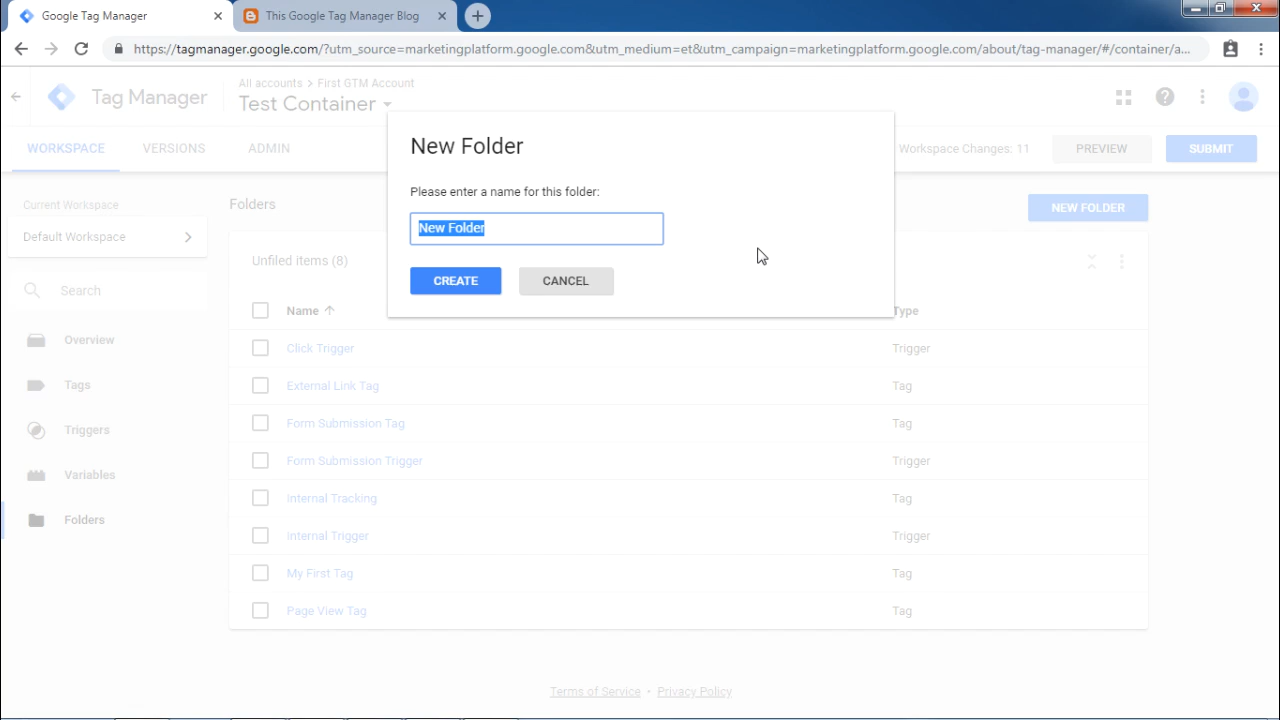 Google Tag Manager
This Google Tag Manager Blog
https://tagmanager.google.com/?utm_source=marketingplatform.google.com&utm_medium=et&utm_campaign=marketingplatform.google.com/about/tag-manager/#/container/a...
All accounts > First GTM Account
Tag Manager
Test Container
WORKSPACE
VERSIONS
ADMIN
Workspace Changes: 11
PREVIEW
SUBMIT
New Folder
Please enter a name for this folder:
New Folder
CREATE
CANCEL
Current Workspace
Default Workspace
Search
Overview
Tags
Triggers
Variables
Folders
Folders
NEW FOLDER
Unfiled items (8)
Name
Type
Click Trigger
Trigger
External Link Tag
Tag
Form Submission Tag
Tag
Form Submission Trigger
Trigger
Internal Tracking
Tag
Internal Trigger
Trigger
My First Tag
Tag
Page View Tag
Tag
Terms of Service • Privacy Policy